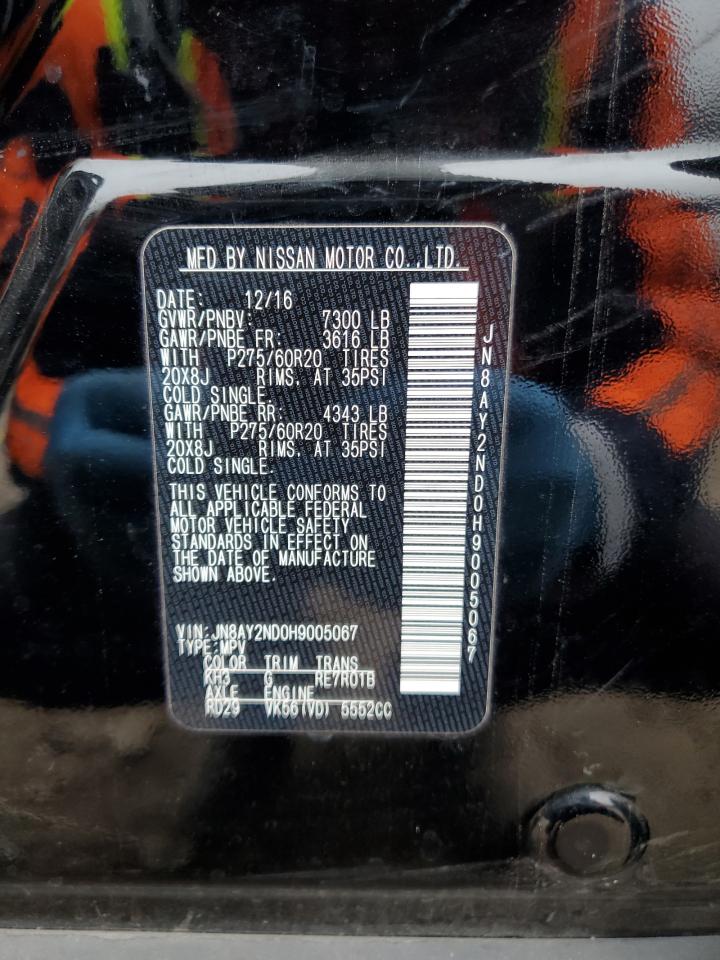 MFD BY NISSAN MOTOR CO.,LTD.
DATE: 12/16
GVWR/PNBV: 7300 LB
GAWR/PNBE FR: 3616 LB
WITH P275/60R20 TIRES
20X8J RIMS. AT 35PSI
COLD SINGLE.
GAWR/PNBE RR: 4343 LB
WITH P275/60R20 TIRES
20X8J RIMS. AT 35PSI
COLD SINGLE.
THIS VEHICLE CONFORMS TO
ALL APPLICABLE FEDERAL
MOTOR VEHICLE SAFETY
STANDARDS IN EFFECT ON
THE DATE OF MANUFACTURE
SHOWN ABOVE.
VIN:JN8AY2ND0H9005067
TYPE:MPV
COLOR TRIM TRANS
KH3 G RE7R01B
AXLE ENGINE
RD29 VK56(VD) 5552CC
JN8AY2ND0H9005067